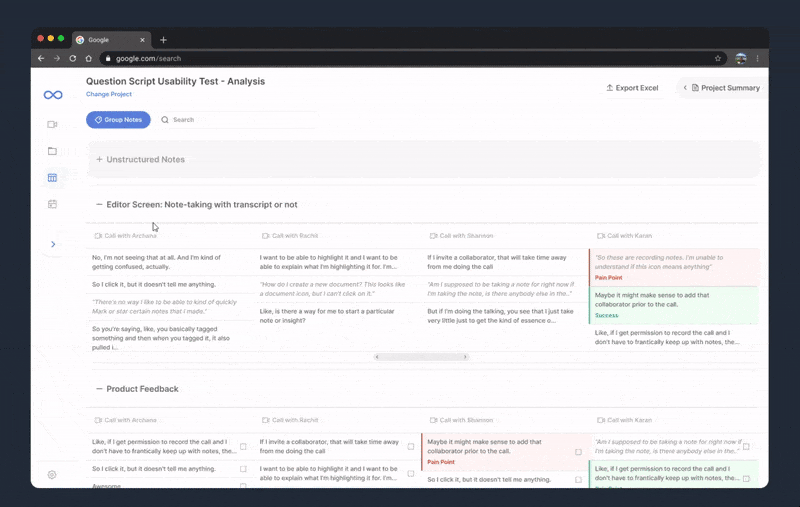 Google
google.com/search
Question Script Usability Test - Analysis
Change Project
Export Excel
Project Summary
Group Notes
Search
Unstructured Notes
Editor Screen: Note-taking with transcript or not
Call with Archana
Call with Rachit
Call with Shannon
Call with Karan
No, I'm not seeing that at all. And I'm kind of
getting confused, actually.
So I click it, but it doesn't tell me anything.
"There's no way I like to be able to kind of quickly
Mark or star certain notes that i made."
So you're saying, like, you basically tagged
something and then when you tagged it, it also
pulled i...
I want to be able to highlight it and I want to be
able to explain what I'm highlighting it for. I'm...
"How do I create a new document? This looks like
a document icon, but I can't click on it."
Like, is there a way for me to start a particular
note or insight?
If I invite a collaborator, that will take time away
from me doing the call
"Am I supposed to be taking a note for right now if
I'm taking the note, is there anybody else in the.."
But if I'm doing the talking, you see that I just take
very little just to get the kind of essence o...
"So these are recording notes. I'm unable to
understand if this icon means anything"
Pain Point
Maybe it might make sense to add that
collaborator prior to the call.
Success
Like, if I get permission to record the call and I
don't have to frantically keep up with notes, the...
Product Feedback
Call with Archana
Call with Rachit
Call with Shannon
Call with Karan
Like, if I get permission to record the call and I
don't have to frantically keep up with notes, the...
So I click it, but it doesn't tell me anything.
Awesome
If I invite a collaborator, that will take time away
from me doing the call
I want to be able to highlight it and I want to be
able to explain what I'm highlighting it for. I'm...
Maybe it might make sense to add that
collaborator prior to the call.
Pain Point
So I click it, but it doesn't tell me anything.
"Am I supposed to be taking a note for right now if
I'm taking the note, is there anybody else in the.."
Like, if I get permission to record the call and I
don't have to frantically keep up with notes, the...